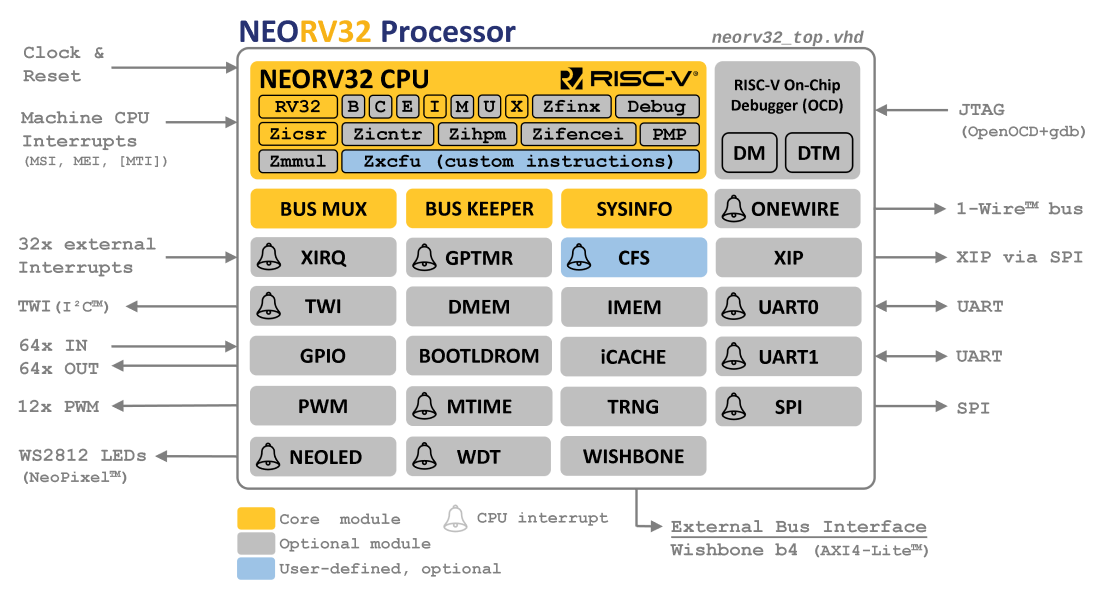 NEORV32 Processor
neorv32_top.vhd
Clock &
Reset
Machine CPU
Interrupts
(MSI, MEI, [MTI])
32x external
Interrupts
TWI (I²C™)
64x IN
64x OUT
12x PWM
WS2812 LEDs
(NeoPixel™)
NEORV32 CPU
RISC-V®
RV32 B C E I M U X Zfinx Debug
Zicsr Zicntr Zihpm Zifencei PMP
Zmmul Zxcfu (custom instructions)
RISC-V On-Chip
Debugger (OCD)
DM DTM
BUS MUX BUS KEEPER SYSINFO ONEWIRE
XIRQ GPTMR CFS XIP
TWI DMEM IMEM UART0
GPIO BOOTLDROM iCACHE UART1
PWM MTIME TRNG SPI
NEOLED WDT WISHBONE
JTAG
(OpenOCD+gdb)
1-Wire™ bus
XIP via SPI
UART
UART
SPI
Core module
Optional module
User-defined, optional
CPU interrupt
External Bus Interface
Wishbone b4 (AXI4-Lite™)